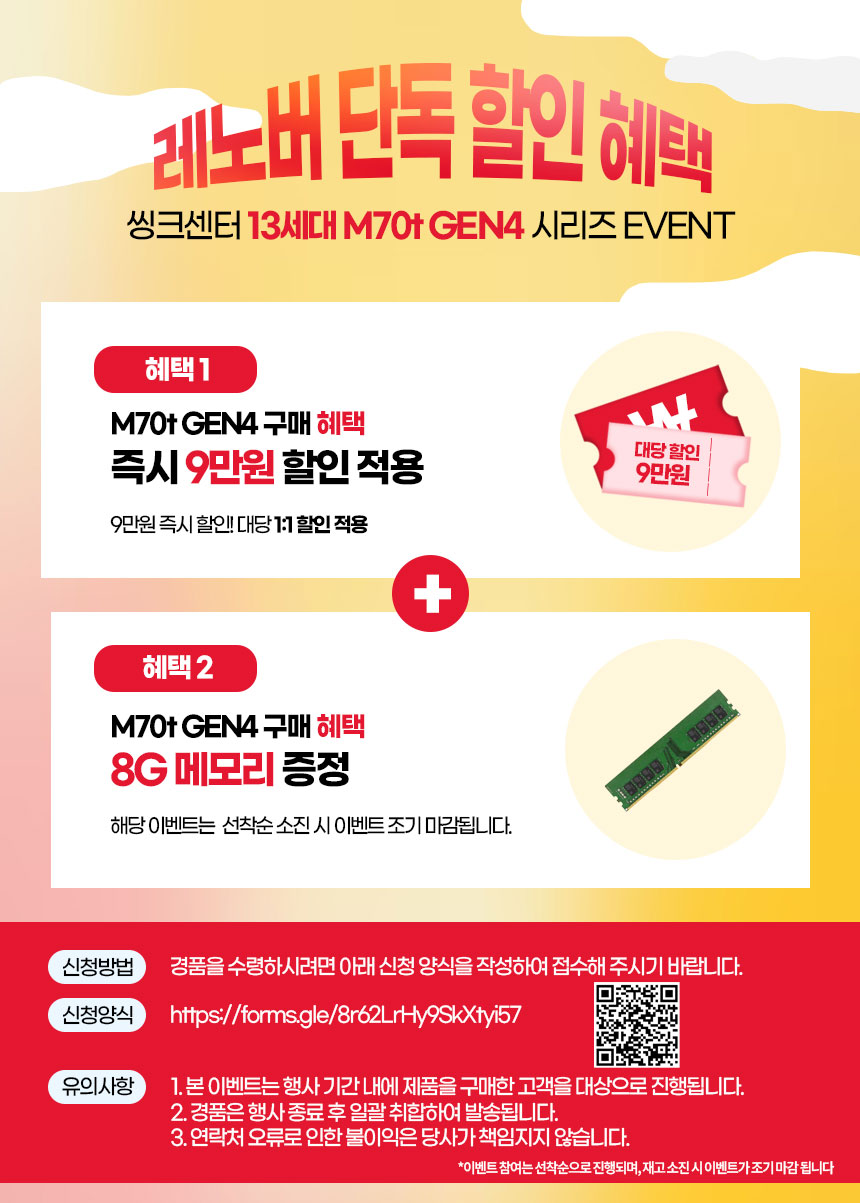 레노버 단독 할인 혜택
씽크센터 13세대 M70t GEN4 시리즈 EVENT
혜택 1
M70t GEN4 구매 혜택
즉시 9만원 할인 적용
9만원 즉시 할인! 대당 1:1 할인 적용
₩
대당 할인
9만원
혜택 2
M70t GEN4 구매 혜택
8G 메모리 증정
해당 이벤트는 선착순 소진 시 이벤트 조기 마감됩니다.
신청방법 경품을 수령하시려면 아래 신청 양식을 작성하여 접수해 주시기 바랍니다.
신청양식 https://forms.gle/8r62LrHy9SkXtyi57
유의사항 1. 본 이벤트는 행사 기간 내에 제품을 구매한 고객을 대상으로 진행됩니다.
2. 경품은 행사 종료 후 일괄 취합하여 발송됩니다.
3. 연락처 오류로 인한 불이익은 당사가 책임지지 않습니다.
*이벤트 참여는 선착순으로 진행되며, 재고 소진 시 이벤트가 조기 마감 됩니다